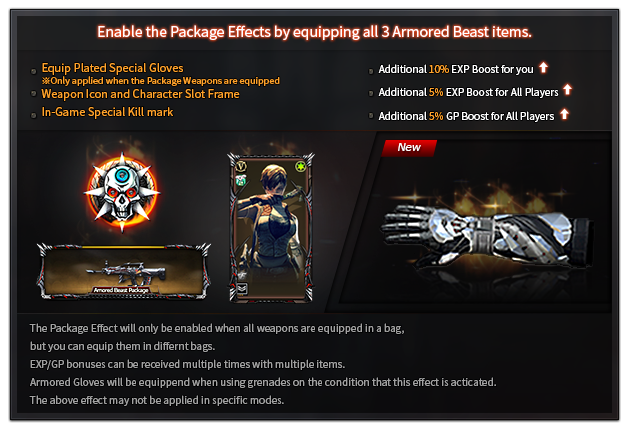 Enable the Package Effects by equipping all 3 Armored Beast items.
Equip Plated Special Gloves
※Only applied when the Package Weapons are equipped
Weapon Icon and Character Slot Frame
In-Game Special Kill mark
Additional 10% EXP Boost for you
Additional 5% EXP Boost for All Players
Additional 5% GP Boost for All Players
New
V
Armored Beast Package
The Package Effect will only be enabled when all weapons are equipped in a bag,
but you can equip them in differnt bags.
EXP/GP bonuses can be received multiple times with multiple items.
Armored Gloves will be equippend when using grenades on the condition that this effect is acticated.
The above effect may not be applied in specific modes.